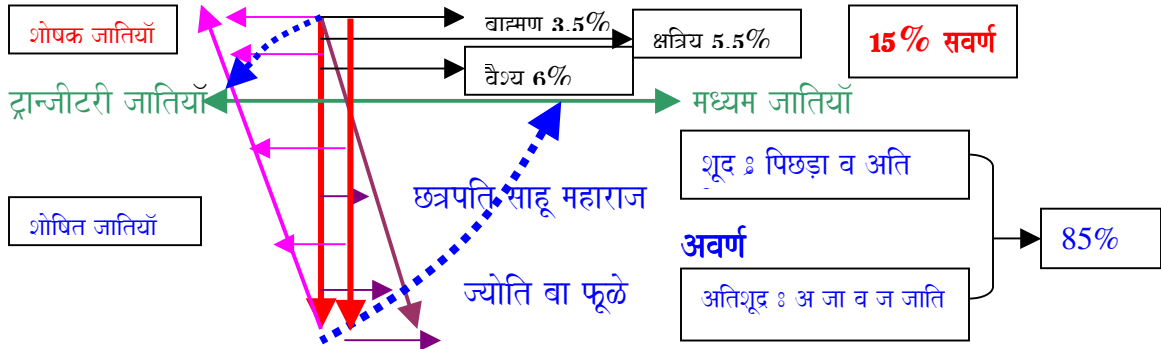 शोषक जातियॉ
ब्राह्मण 3.5%
क्षत्रिय 5.5%
15% सवर्ण
वैश्य 6%
ट्रान्जीटरी जातियॉ
मध्यम जातियॉ
शूद ः पिछड़ा व अति
छत्रपति साहू महाराज
शोषित जातियॉ
अवर्ण
85%
ज्योति बा फूळे
अतिशूद्र ः अ जा व ज जाति